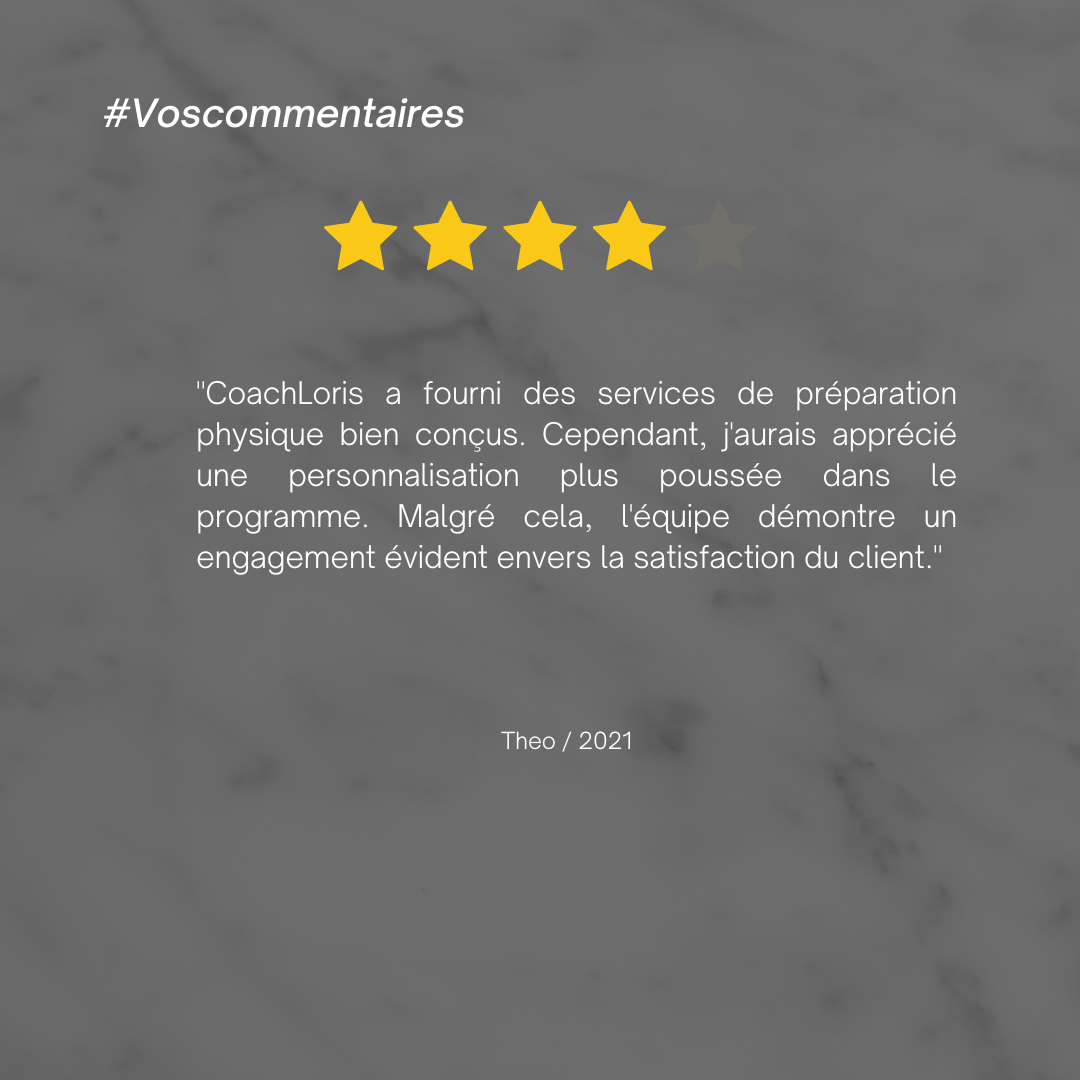 #Voscommentaires
"CoachLoris a fourni des services de préparation
physique bien conçus. Cependant, j'aurais apprécié
une personnalisation plus poussée dans le
programme. Malgré cela, l'équipe démontre un
engagement évident envers la satisfaction du client."
Theo / 2021